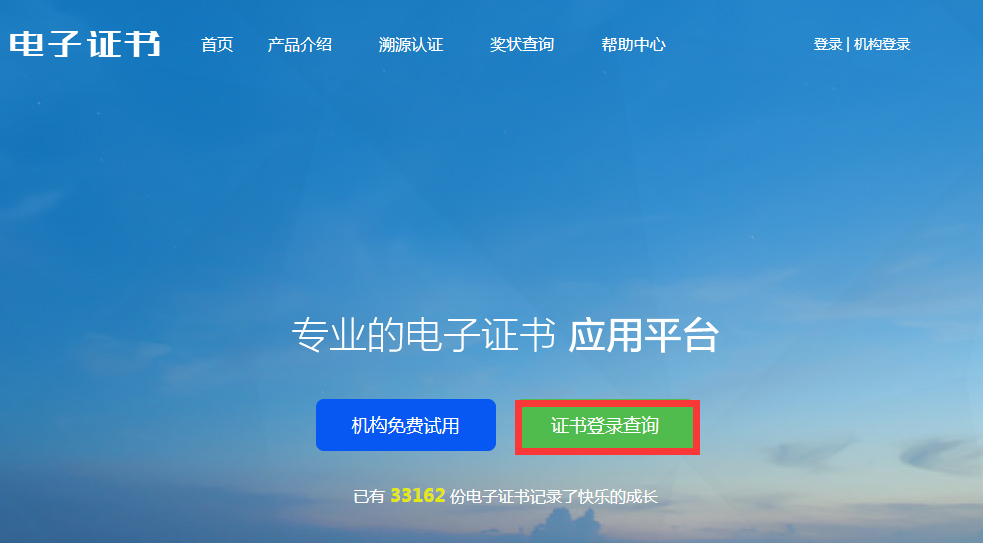 电子证书 首页 产品介绍 溯源认证 奖状查询 帮助中心 登录 | 机构登录
专业的电子证书 应用平台
机构免费试用 证书登录查询
已有 33162 份电子证书记录了快乐的成长